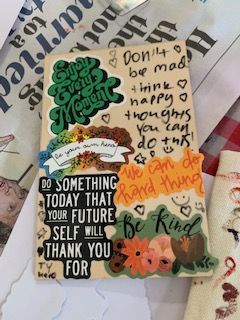 Enjoy
Every
Moment
Don't
be mad
think
happy
thoughts
you can
do this
Be your own hero
We can do
hard things
DO SOMETHING
TODAY THAT
YOUR FUTURE
SELF WILL
THANK YOU
FOR
Be Kind
married